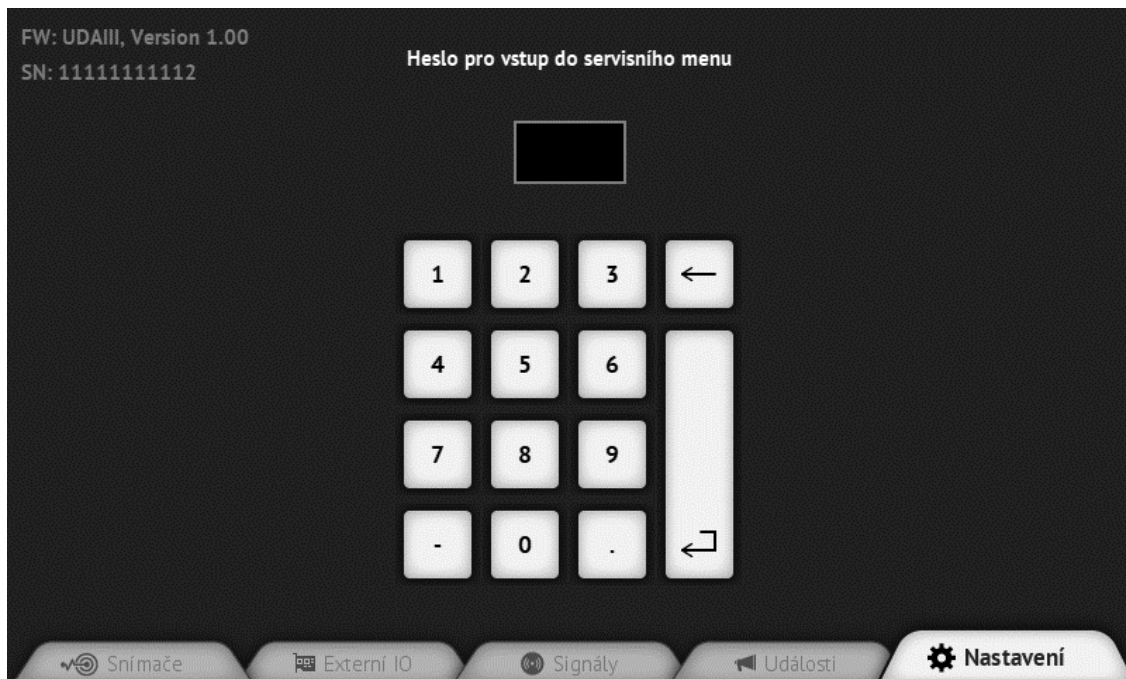 FW: UDAIII, Version 1.00
SN: 11111111112
Heslo pro vstup do servisního menu
1 2 3
4 5 6
7 8 9
- 0 .
Snímače Externí IO Signály Události Nastavení